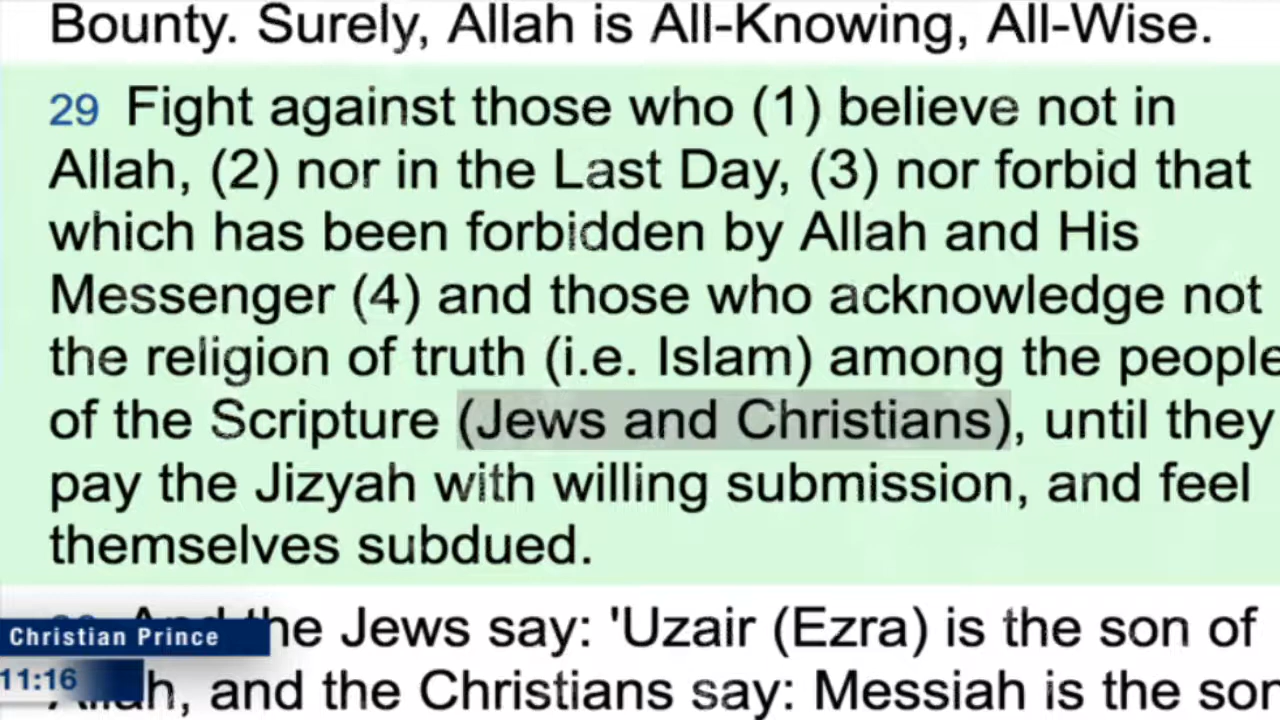 Bounty. Surely, Allah is All-Knowing, All-Wise.
29 Fight against those who (1) believe not in
Allah, (2) nor in the Last Day, (3) nor forbid that
which has been forbidden by Allah and His
Messenger (4) and those who acknowledge not
the religion of truth (i.e. Islam) among the people
of the Scripture (Jews and Christians), until they
pay the Jizyah with willing submission, and feel
themselves subdued.
And the Jews say: 'Uzair (Ezra) is the son of
Christian Prince
Allah, and the Christians say: Messiah is the son
11:16